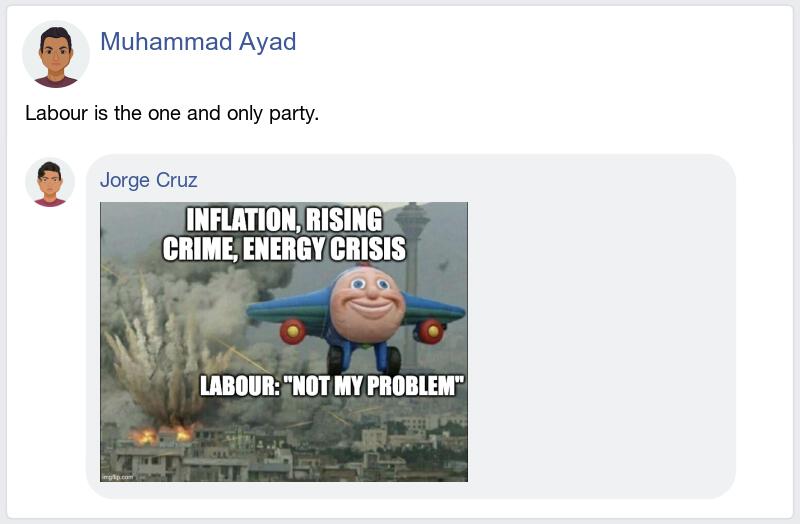 Muhammad Ayad
Labour is the one and only party.
Jorge Cruz
INFLATION, RISING
CRIME, ENERGY CRISIS
LABOUR: "NOT MY PROBLEM"
imgflip.com